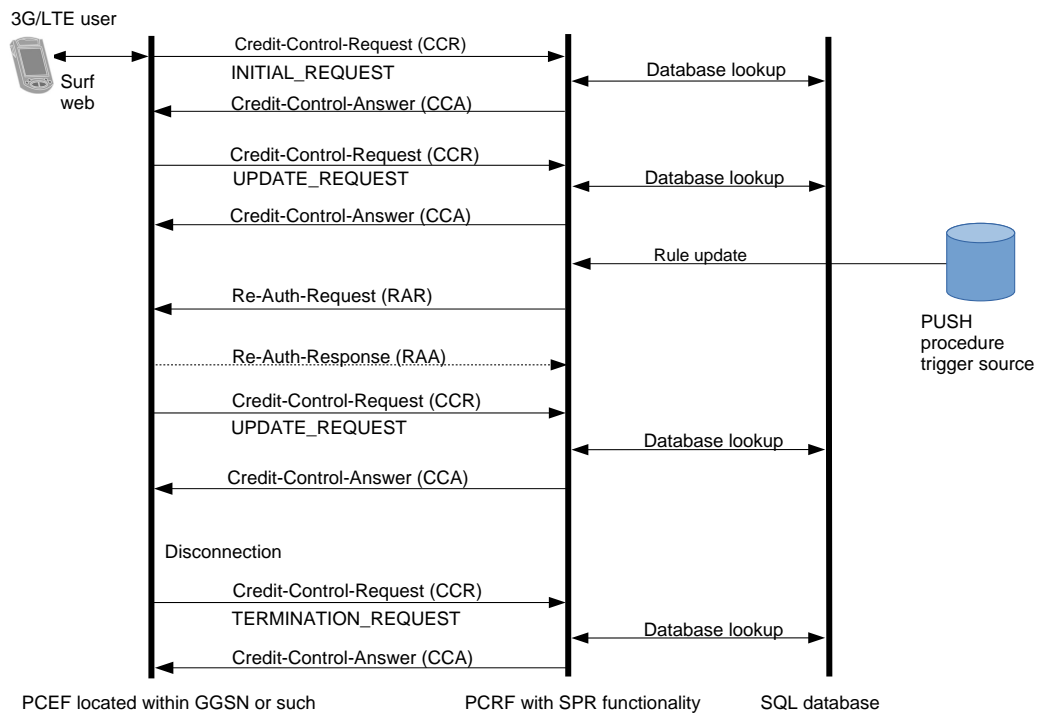 3G/LTE user
Surf
web
Credit-Control-Request (CCR)
INITIAL_REQUEST
Database lookup
Credit-Control-Answer (CCA)
Credit-Control-Request (CCR)
UPDATE_REQUEST
Database lookup
Credit-Control-Answer (CCA)
Rule update
Re-Auth-Request (RAR)
PUSH
procedure
trigger source
Re-Auth-Response (RAA)
Credit-Control-Request (CCR)
UPDATE_REQUEST
Database lookup
Credit-Control-Answer (CCA)
Disconnection
Credit-Control-Request (CCR)
TERMINATION_REQUEST
Database lookup
Credit-Control-Answer (CCA)
PCEF located within GGSN or such
PCRF with SPR functionality
SQL database